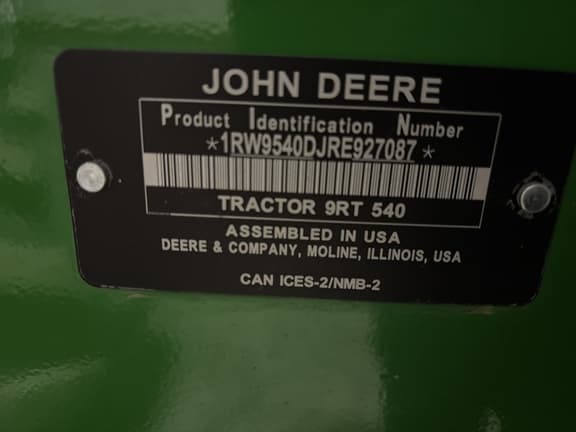 JOHN DEERE
Product Identification Number
*1RW9540DJRE927087*
TRACTOR 9RT 540
ASSEMBLED IN USA
DEERE & COMPANY, MOLINE, ILLINOIS, USA
CAN ICES-2/NMB-2